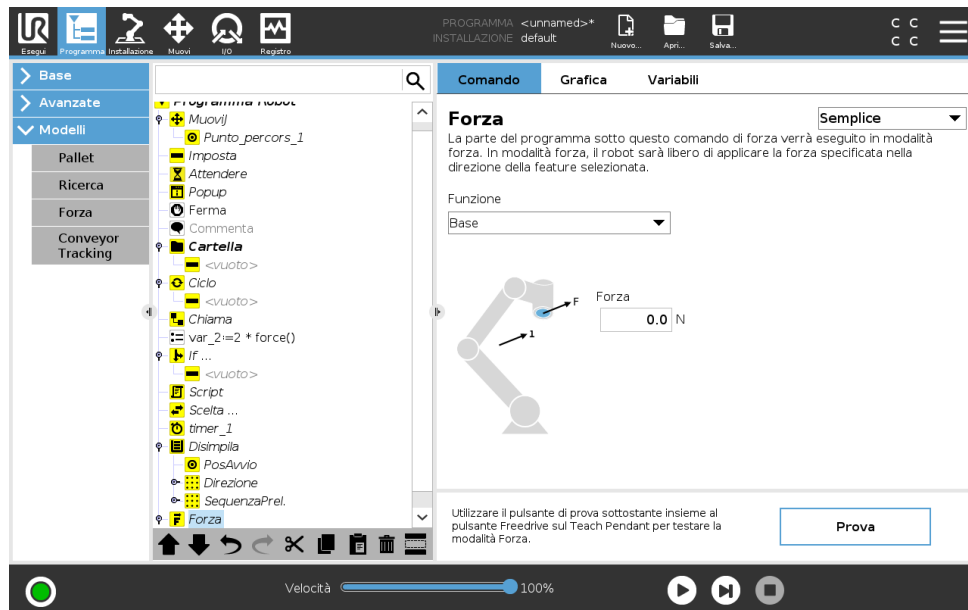 UR
PROGRAMMA <unnamed>*
INSTALLAZIONE default
Esegui
Programma
Installazione
Muovi
I/O
Registro
Nuovo...
Apri...
Salva...
C C
C C
Base
Avanzate
Modelli
Pallet
Ricerca
Forza
Conveyor
Tracking
Programma Robot
MuoviJ
Punto_percors_1
Imposta
Attendere
Popup
Ferma
Commenta
Cartella
<vuoto>
Ciclo
<vuoto>
Chiama
var_2:=2 * force()
If ...
<vuoto>
Script
Scelta ...
timer_1
Disimpila
PosAvvio
Direzione
SequenzaPrel.
Forza
Comando
Grafica
Variabili
Forza
Semplice
La parte del programma sotto questo comando di forza verrà eseguito in modalità
forza. In modalità forza, il robot sarà libero di applicare la forza specificata nella
direzione della feature selezionata.
Funzione
Base
F
1
Forza
0.0 N
Utilizzare il pulsante di prova sottostante insieme al
pulsante Freedrive sul Teach Pendant per testare la
modalità Forza.
Prova
Velocità
100%